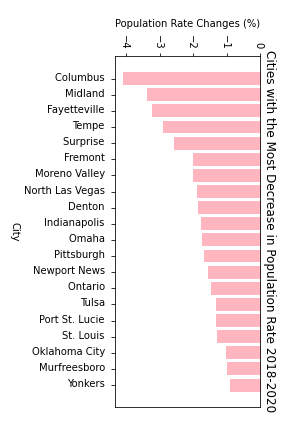 Cities with the Most Decrease in Population Rate 2018-2020
Population Rate Changes (%)
−4 −3 −2 −1 0
Columbus
Midland
Fayetteville
Tempe
Surprise
Fremont
Moreno Valley
North Las Vegas
Denton
Indianapolis
Omaha
Pittsburgh
Newport News
Ontario
Tulsa
Port St. Lucie
St. Louis
Oklahoma City
Murfreesboro
Yonkers
City